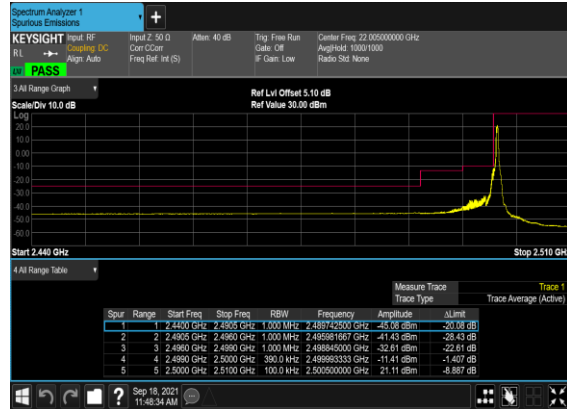 Spectrum Analyzer 1
Spurious Emissions
KEYSIGHT Input: RF Input Z: 50 Ω Atten: 40 dB Trig: Free Run Center Freq: 22.005000000 GHz
RL Coupling: DC Corr CCorr Gate: Off Avg|Hold: 1000/1000
Align: Auto Freq Ref: Int (S) IF Gain: Low Radio Std: None
PASS
3 All Range Graph
Ref Lvl Offset 5.10 dB
Scale/Div 10.0 dB Ref Value 30.00 dBm
Log
20.0
10.0
0.00
-10.0
-20.0
-30.0
-40.0
-50.0
-60.0
Start 2.440 GHz Stop 2.510 GH
4 All Range Table
Measure Trace Trace 1
Trace Type Trace Average (Active)
Spur Range Start Freq Stop Freq RBW Frequency Amplitude ΔLimit
1 1 2.4400 GHz 2.4905 GHz 1.000 MHz 2.489742500 GHz -45.08 dBm -20.08 dB
2 2 2.4905 GHz 2.4960 GHz 1.000 MHz 2.495981667 GHz -41.43 dBm -28.43 dB
3 3 2.4960 GHz 2.4990 GHz 1.000 MHz 2.498845000 GHz -32.61 dBm -22.61 dB
4 4 2.4990 GHz 2.5000 GHz 390.0 kHz 2.499993333 GHz -11.41 dBm -1.407 dB
5 5 2.5000 GHz 2.5100 GHz 100.0 kHz 2.500500000 GHz 21.11 dBm -8.887 dB
? Sep 18, 2021
11:48:34 AM